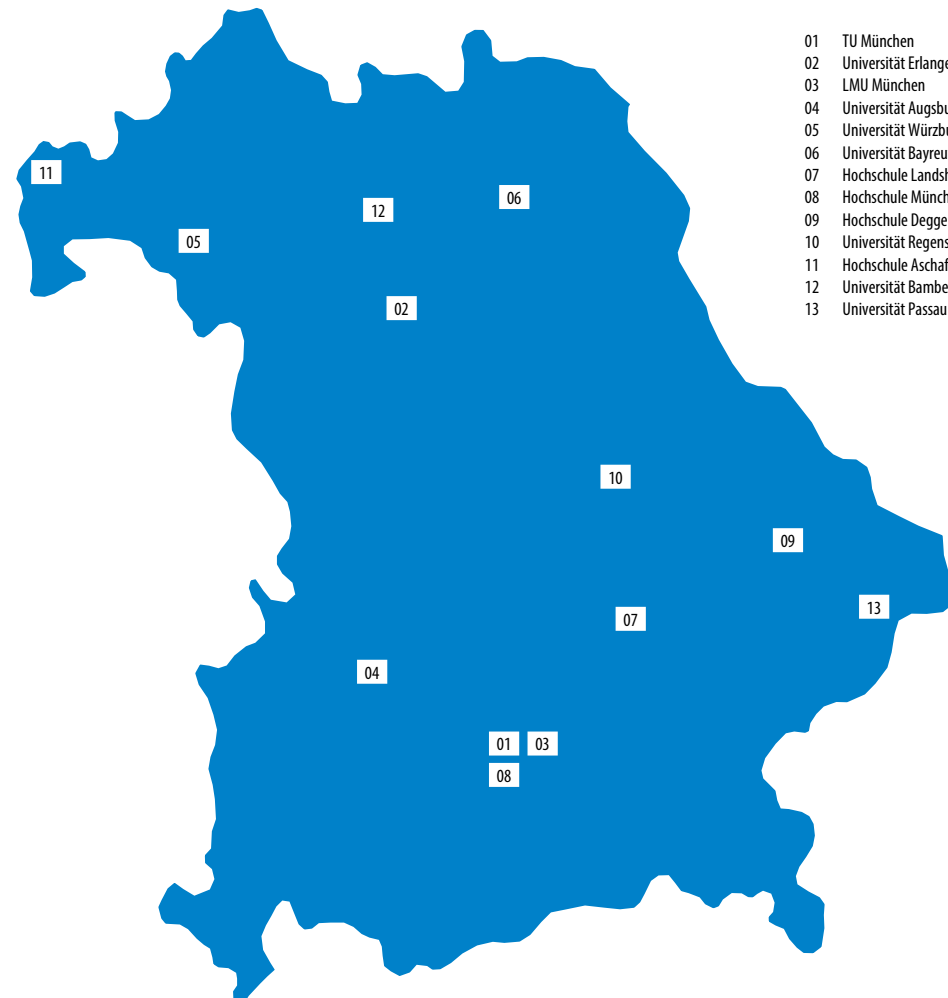 01 TU München
02 Universität Erlange
03 LMU München
04 Universität Augsbu
05 Universität Würzbu
06 Universität Bayreu
07 Hochschule Landsh
08 Hochschule Münch
09 Hochschule Degge
10 Universität Regens
11 Hochschule Aschaf
12 Universität Bambe
13 Universität Passau
11
06
12
05
02
10
09
13
07
04
01 03
08